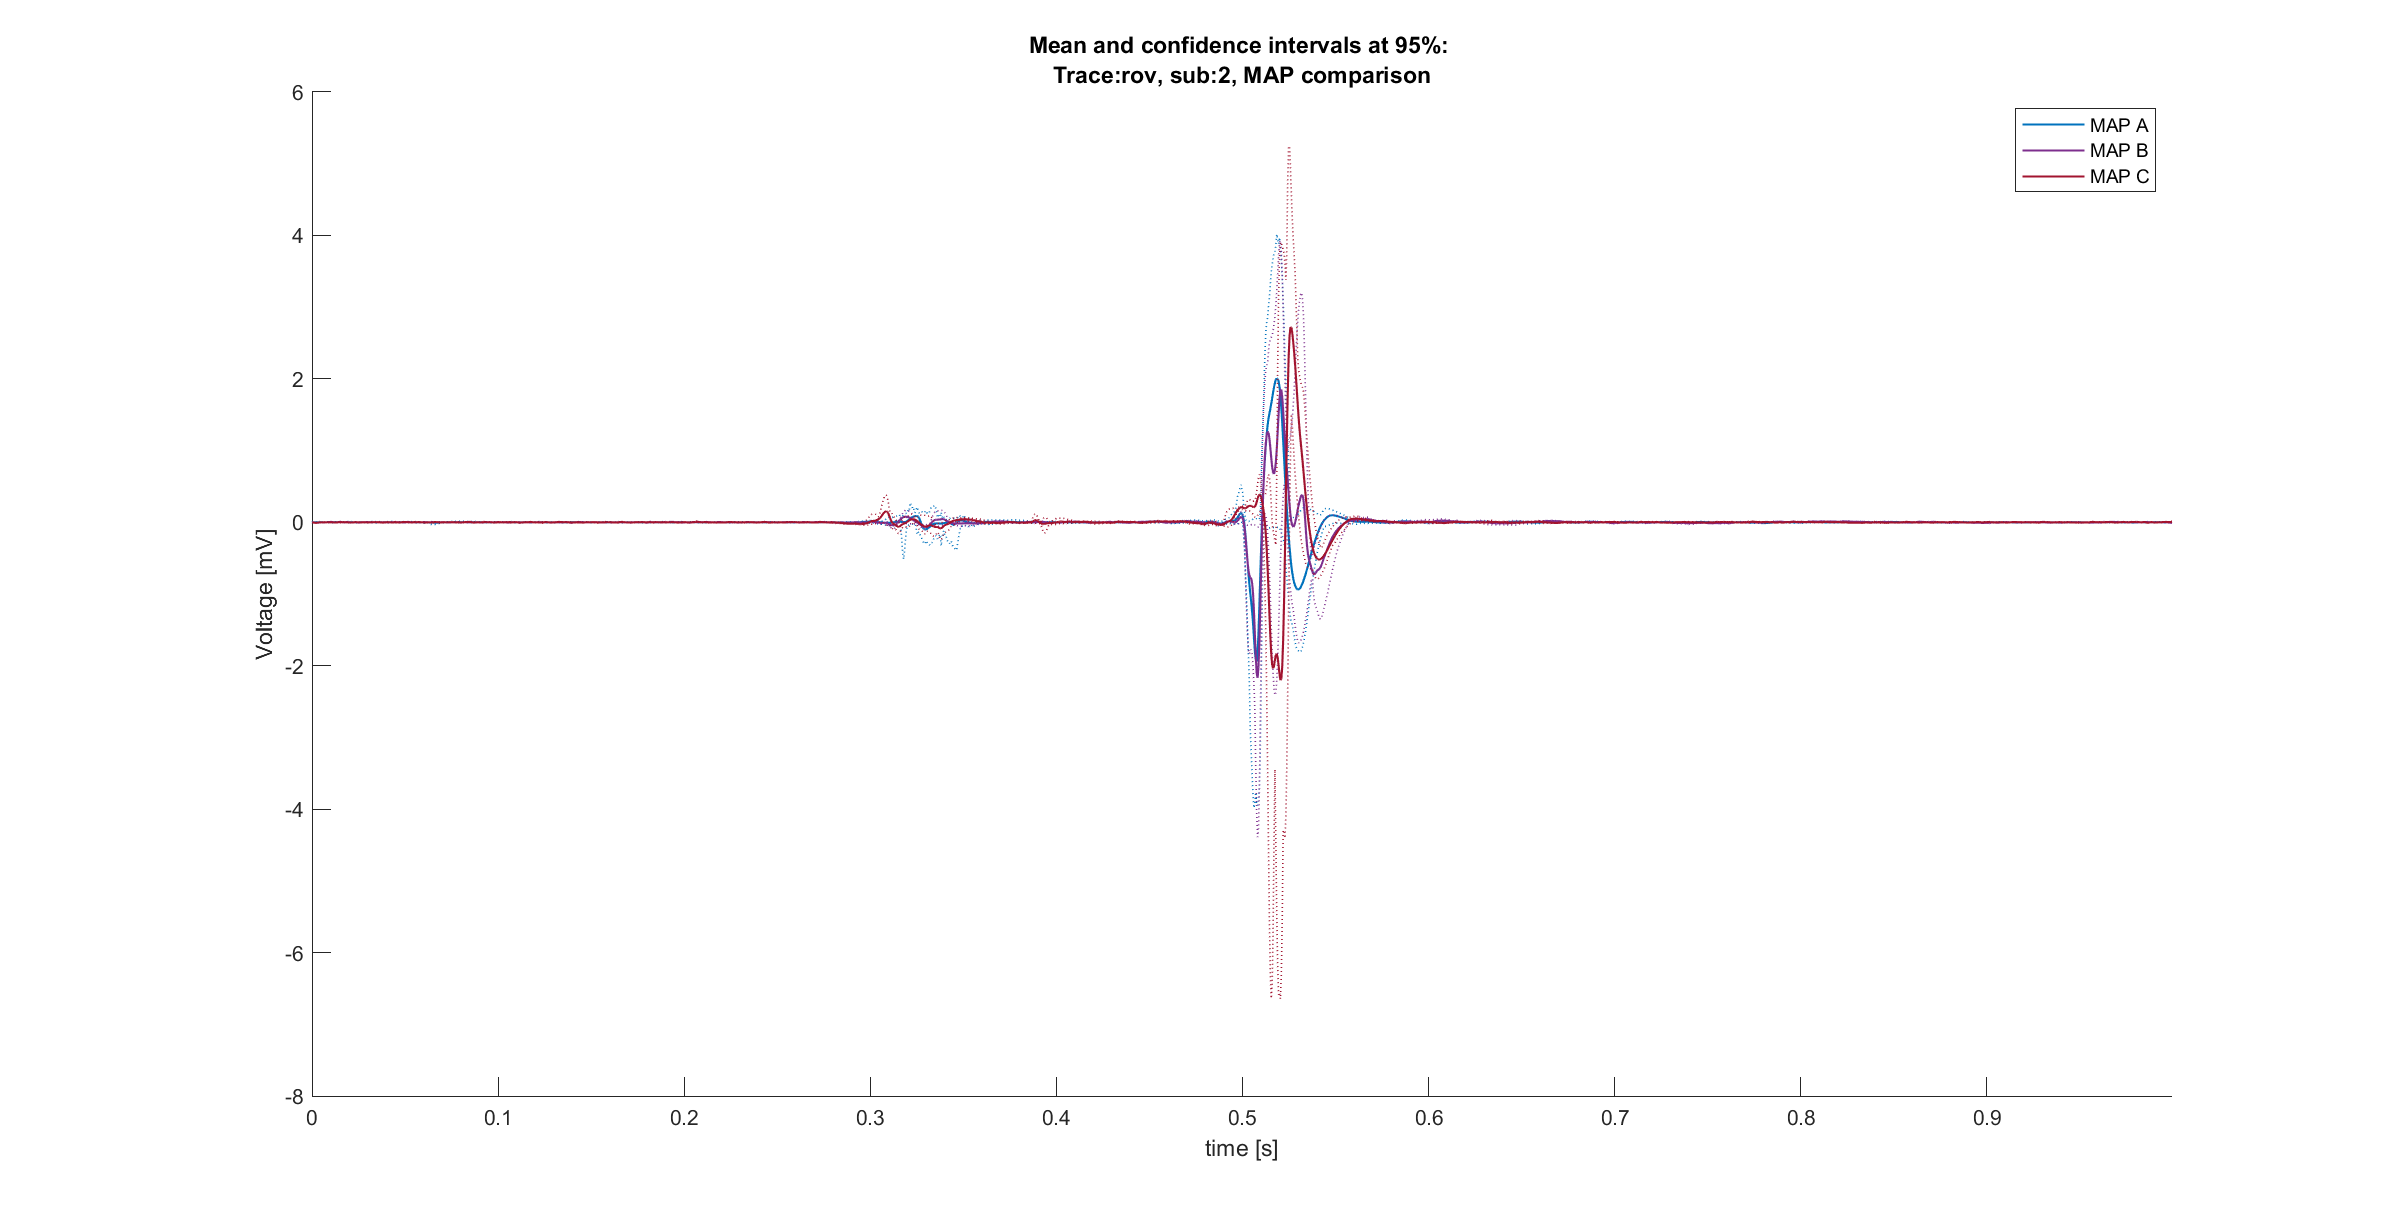 Mean and confidence intervals at 95%:
Trace:rov, sub:2, MAP comparison
MAP A
MAP B
MAP C
6
4
2
0
-2
-4
-6
-8
Voltage [mV]
0
0.1
0.2
0.3
0.4
0.5
0.6
0.7
0.8
0.9
time [s]